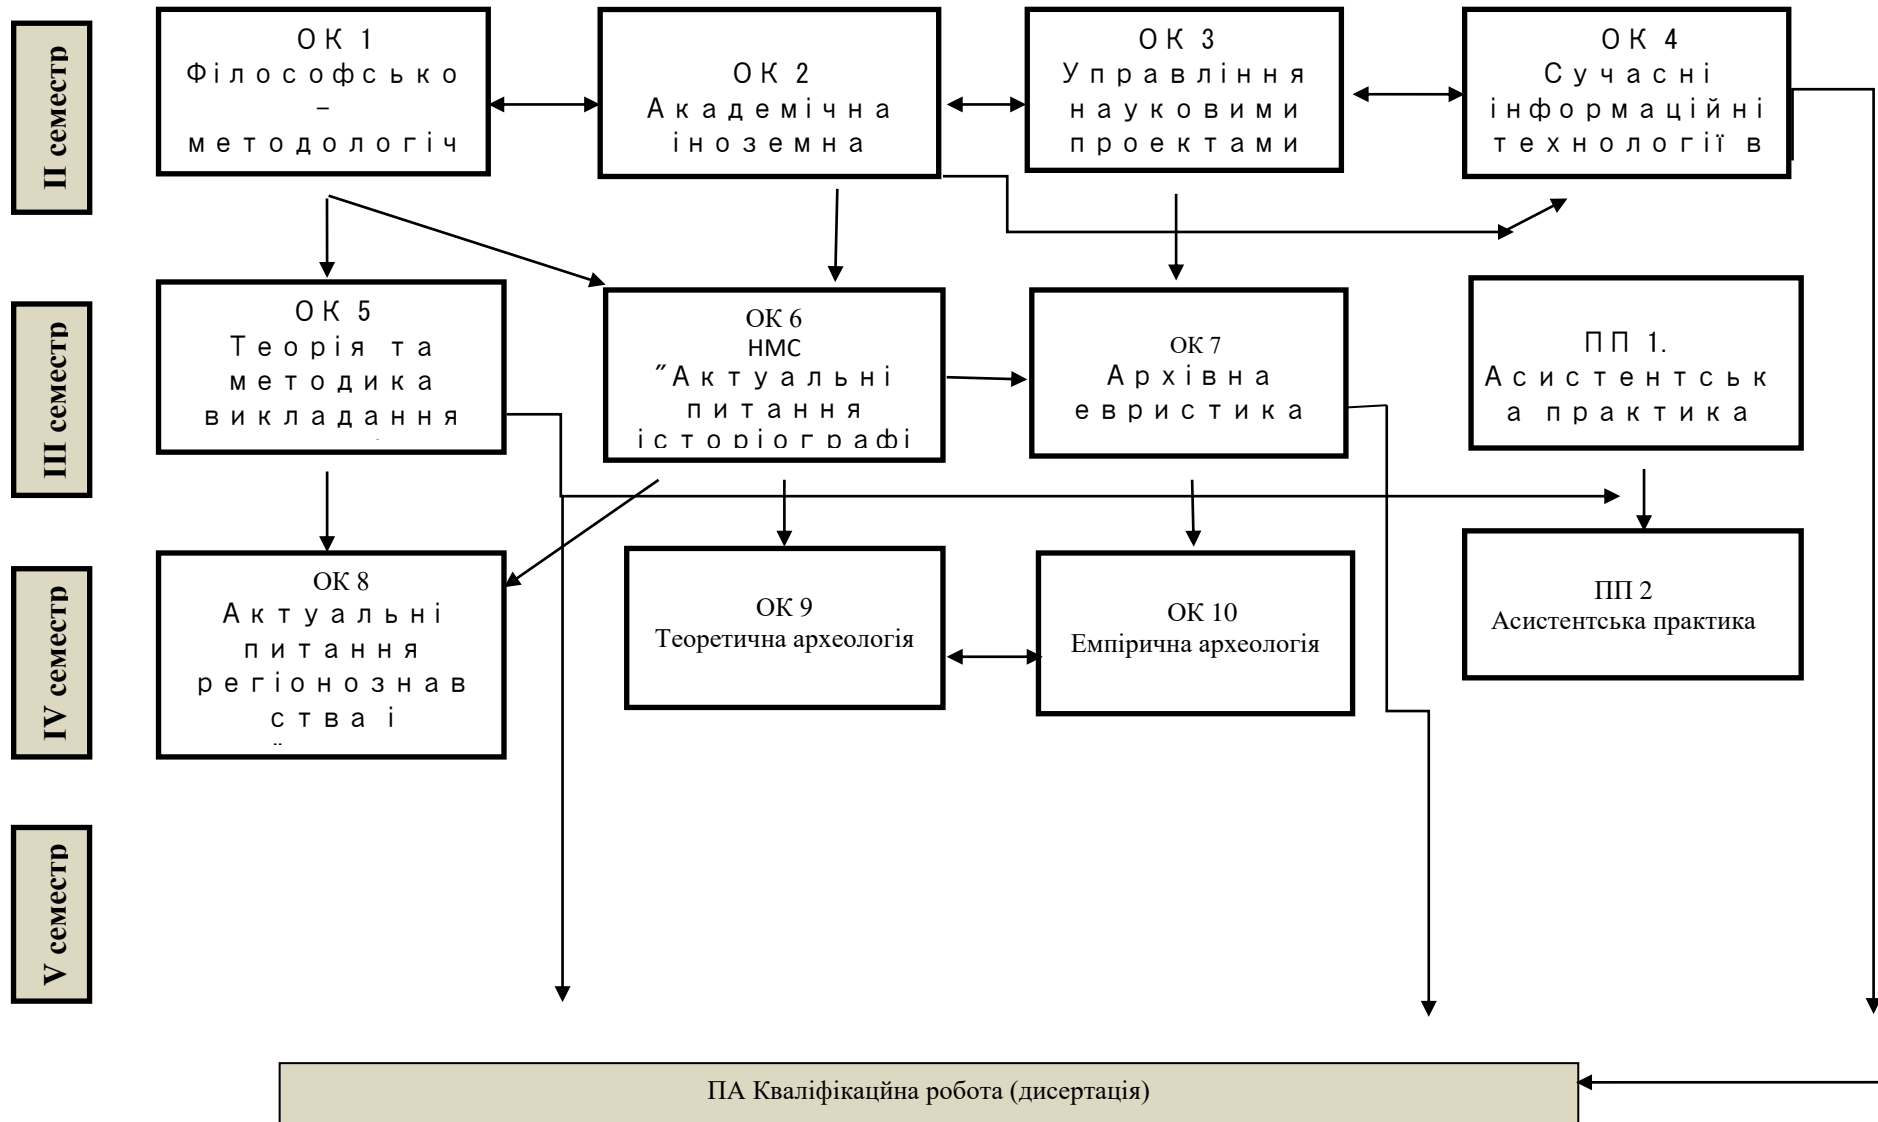 II семестр
ОК 1
Філософсько
–
методологіч
ОК 2
Академічна
іноземна
ОК 3
Управління
науковими
проектами
ОК 4
Сучасні
інформаційні
технології в
III семестр
ОК 5
Теорія та
методика
викладання
ОК 6
НМС
"Актуальні
питання
історіографі
ОК 7
Архівна
евристика
ПП 1.
Асистентськ
а практика
IV семестр
ОК 8
Актуальні
питання
регіонознав
ства і
ОК 9
Теоретична археологія
ОК 10
Емпірична археологія
ПП 2
Асистентська практика
V семестр
ПА Кваліфікаційна робота (дисертація)